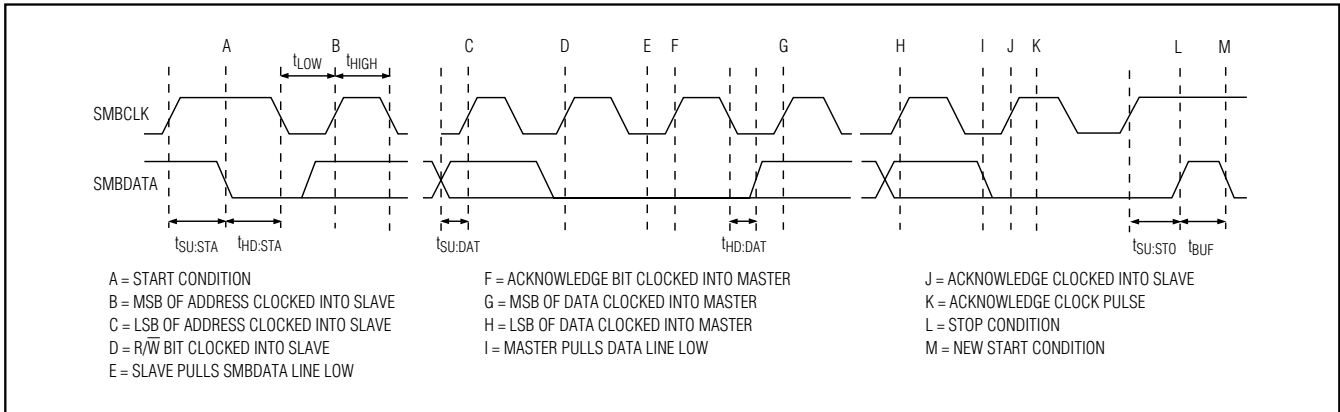 A B C D E F G H I J K L M
tLOW tHIGH
SMBCLK
SMBDATA
tSU:STA tHD:STA tSU:DAT tHD:DAT tSU:STO tBUF
A = START CONDITION
B = MSB OF ADDRESS CLOCKED INTO SLAVE
C = LSB OF ADDRESS CLOCKED INTO SLAVE
D = R/W̅ BIT CLOCKED INTO SLAVE
E = SLAVE PULLS SMBDATA LINE LOW
F = ACKNOWLEDGE BIT CLOCKED INTO MASTER
G = MSB OF DATA CLOCKED INTO MASTER
H = LSB OF DATA CLOCKED INTO MASTER
I = MASTER PULLS DATA LINE LOW
J = ACKNOWLEDGE CLOCKED INTO SLAVE
K = ACKNOWLEDGE CLOCK PULSE
L = STOP CONDITION
M = NEW START CONDITION